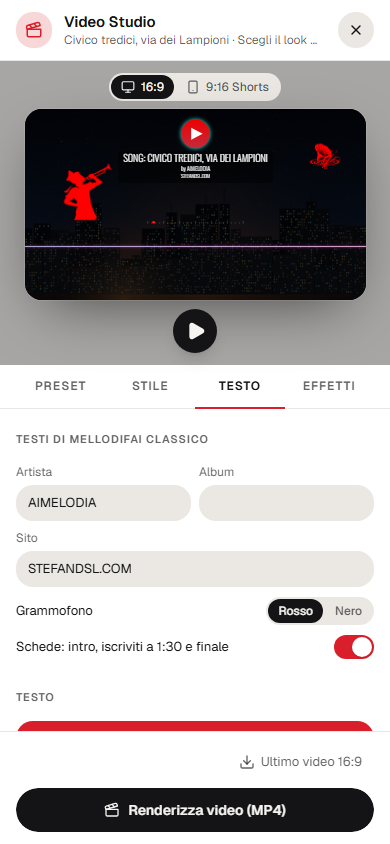 Video Studio
Civico tredici, via dei Lampioni · Scegli il look ...
16:9
9:16 Shorts
SONG: CIVICO TREDICI, VIA DEI LAMPIONI
by AIMELODIA
STEFANDSL.COM
PRESET
STILE
TESTO
EFFETTI
TESTI DI MELLODIFAI CLASSICO
Artista
Album
AIMELODIA
Sito
STEFANDSL.COM
Grammofono
Rosso
Nero
Schede: intro, iscriviti a 1:30 e finale
TESTO
Ultimo video 16:9
Renderizza video (MP4)